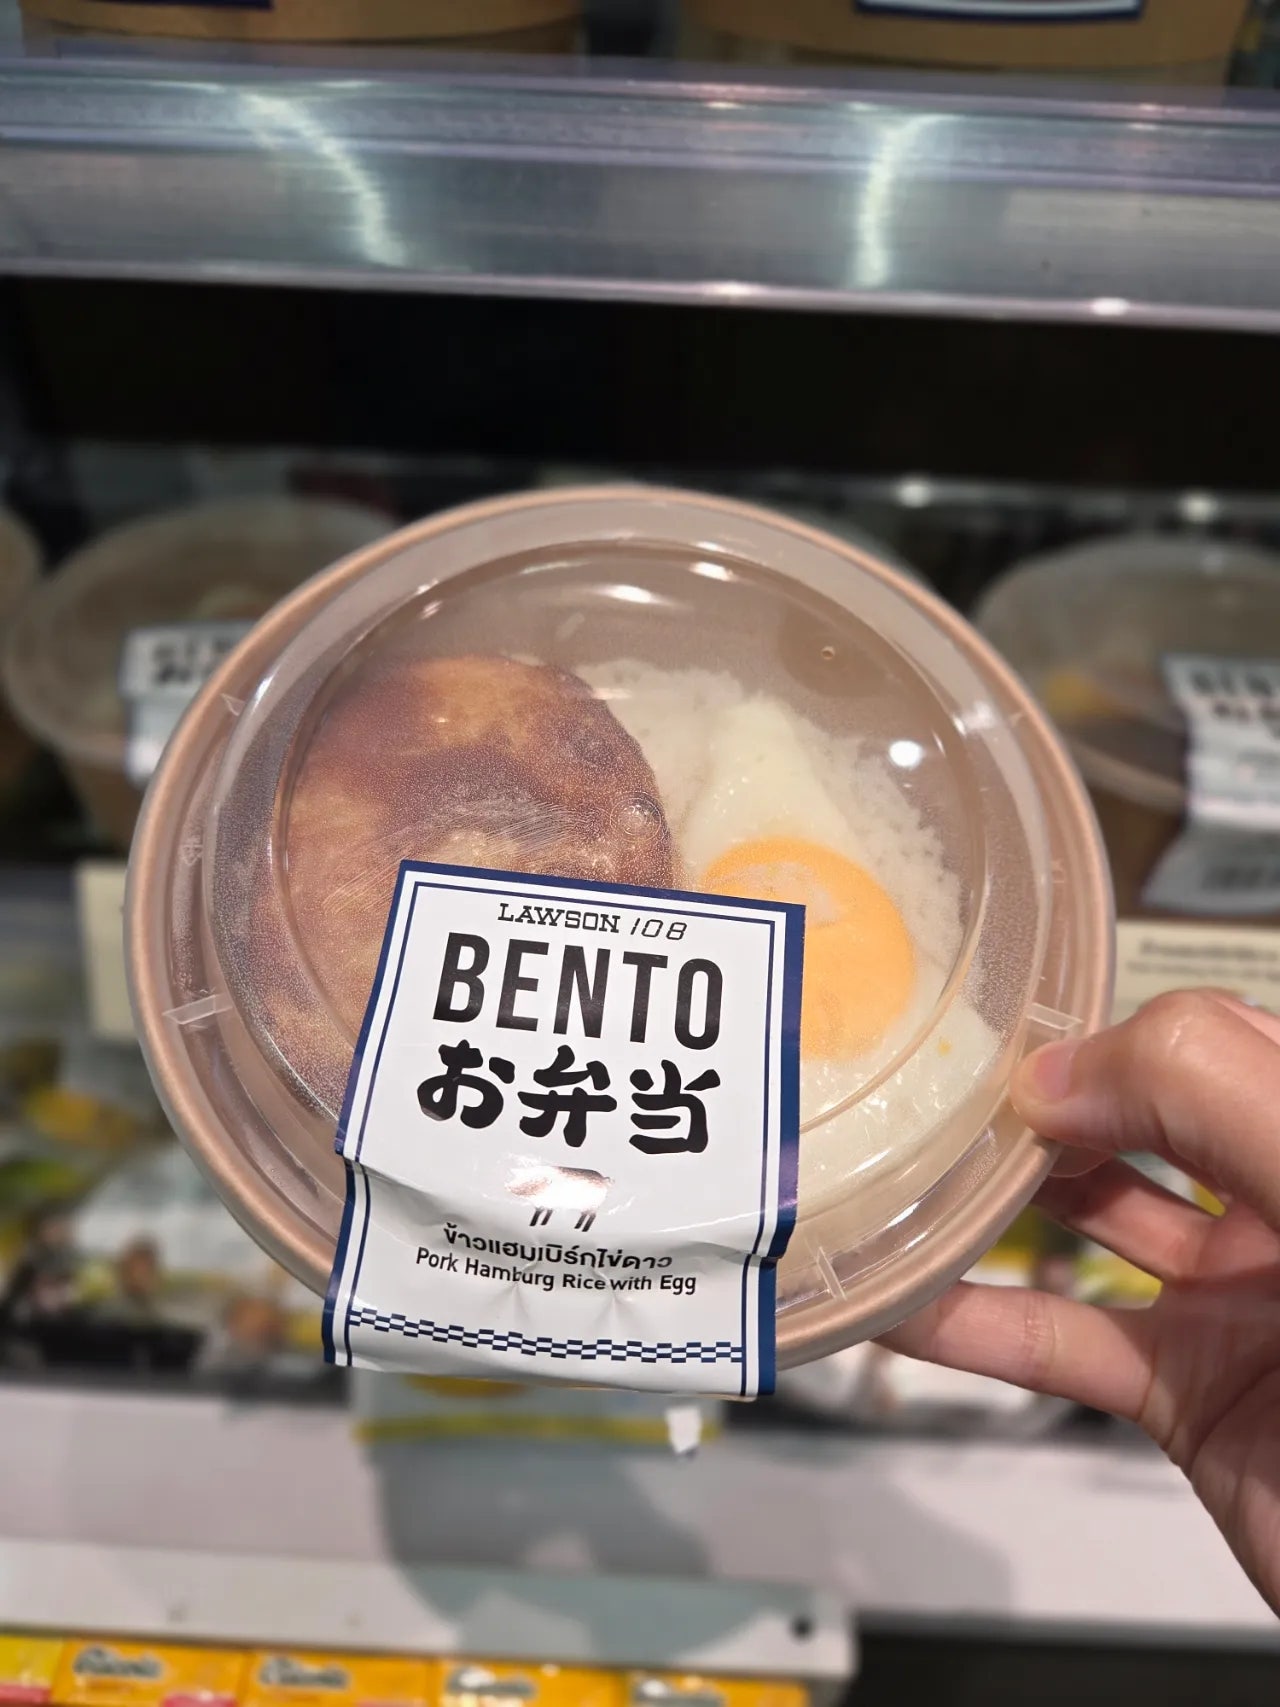 LAWSON 108
BENTO
お弁当
ข้าวแฮมเบิร์กไข่ดาว
Pork Hamburg Rice with Egg
BENTO